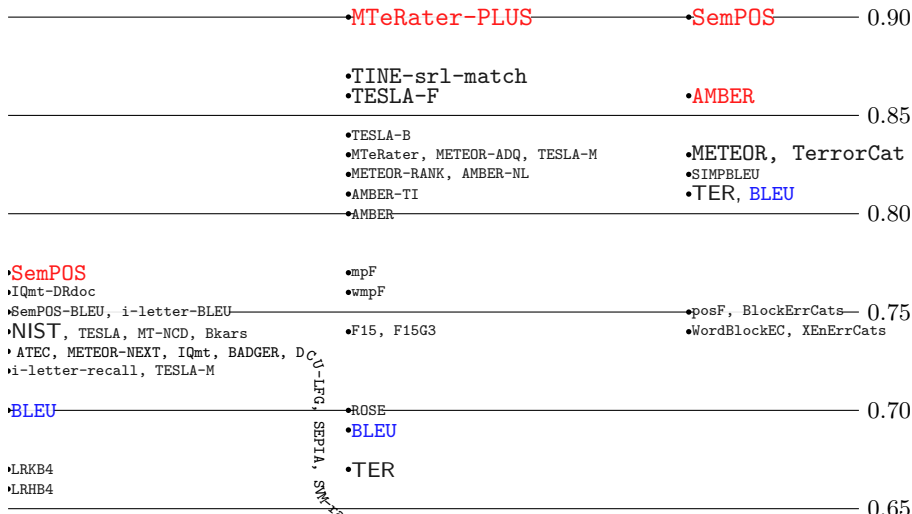 MTeRater-PLUS SemPOS 0.90
TINE-srl-match
TESLA-F AMBER
0.85
TESLA-B
MTeRater, METEOR-ADQ, TESLA-M METEOR, TerrorCat
METEOR-RANK, AMBER-NL SIMPBLEU
AMBER-TI TER, BLEU
AMBER 0.80
SemPOS mpF
IQmt-DRdoc wmpF
SemPOS-BLEU, i-letter-BLEU posF, BlockErrCats 0.75
NIST, TESLA, MT-NCD, Bkars F15, F15G3 WordBlockEC, XEnErrCats
ATEC, METEOR-NEXT, IQmt, BADGER, DCU-LFG, SEPIA,
i-letter-recall, TESLA-M
BLEU ROSE 0.70
BLEU
LRKB4 TER
LRHB4
0.65